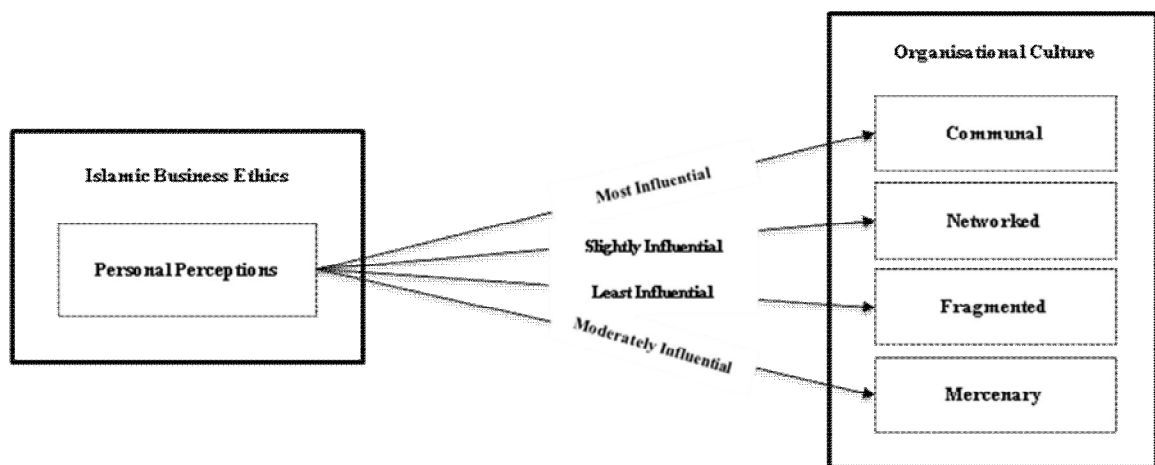 Organisational Culture
Communal
Networked
Fragmented
Mercenary
Islamic Business Ethics
Personal Perceptions
Most Influential
Slightly Influential
Least Influential
Moderately Influential